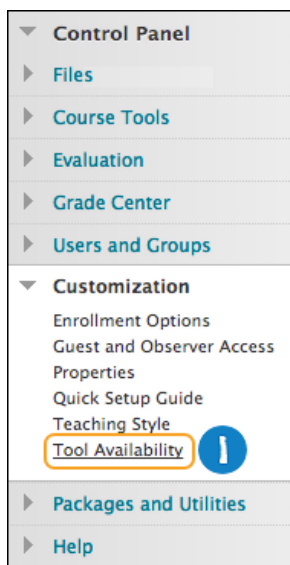 Control Panel
Files
Course Tools
Evaluation
Grade Center
Users and Groups
Customization
Enrollment Options
Guest and Observer Access
Properties
Quick Setup Guide
Teaching Style
Tool Availability 1
Packages and Utilities
Help